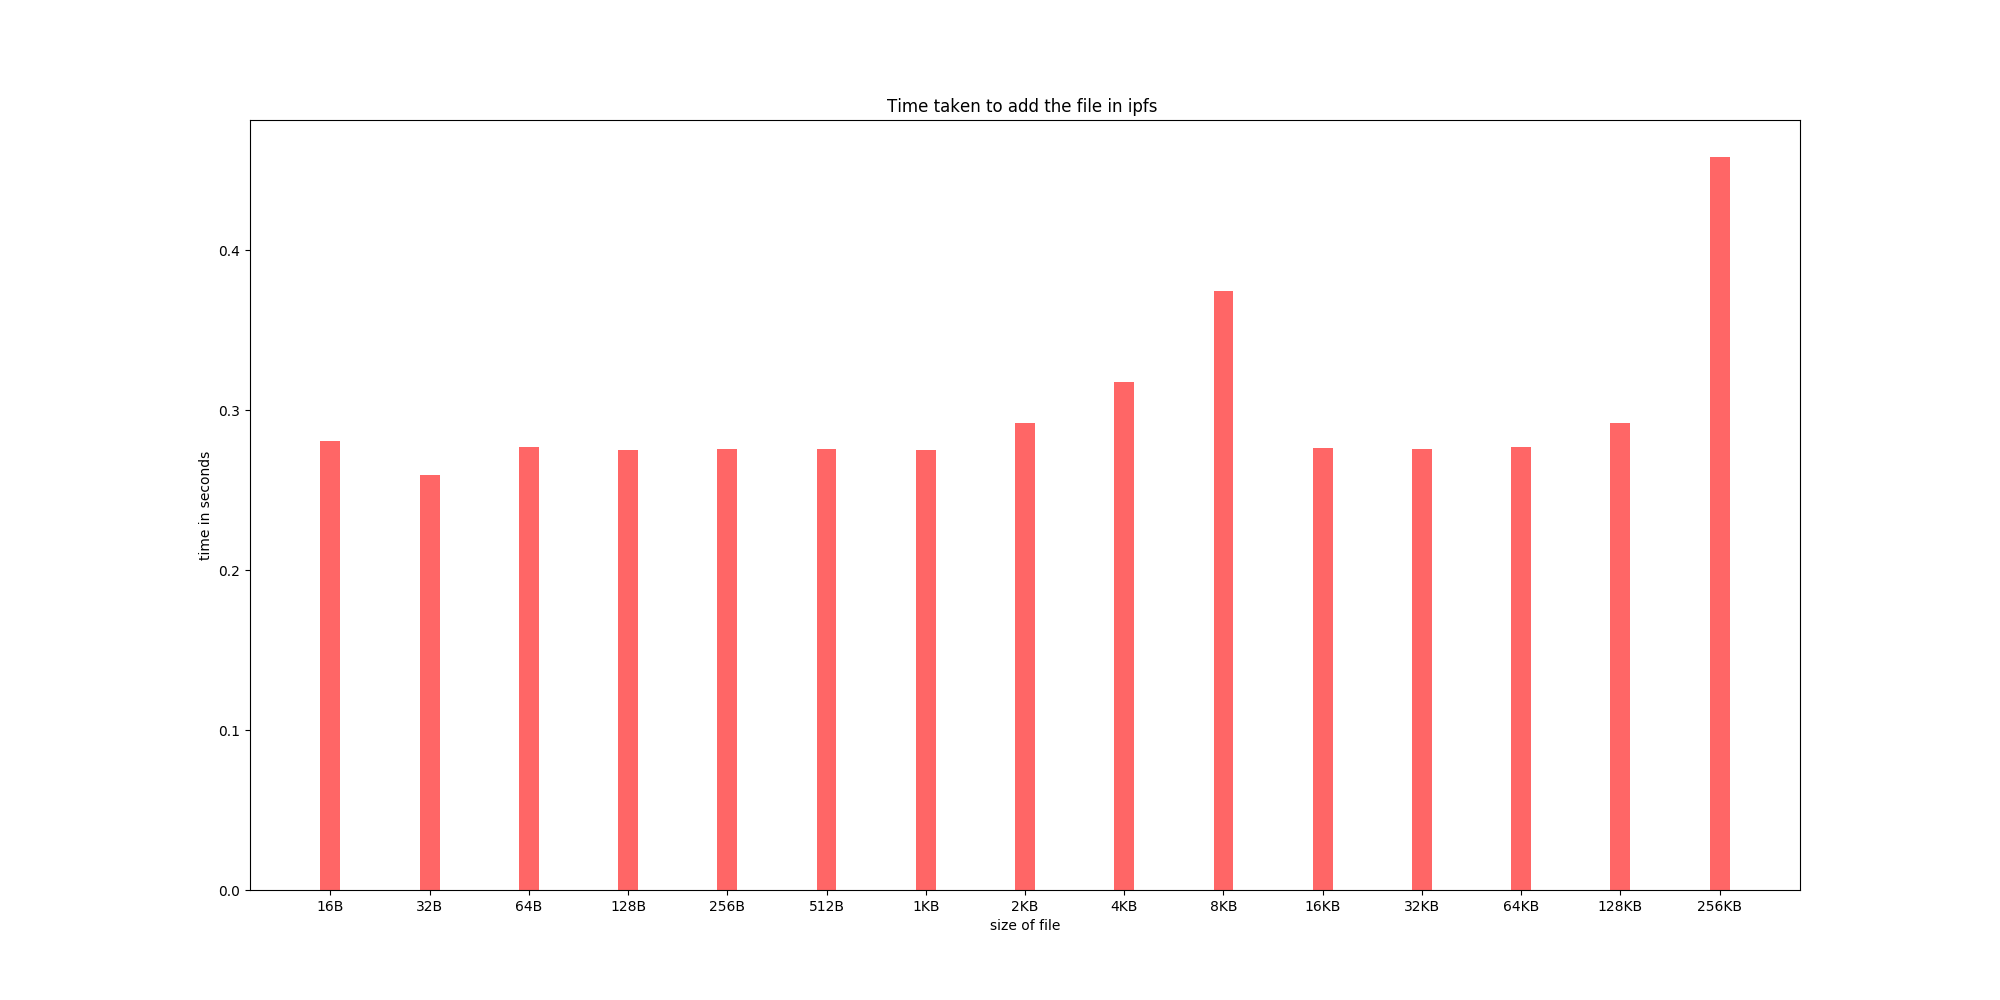 Time taken to add the file in ipfs
time in seconds
0.4
0.3
0.2
0.1
0.0
16B 32B 64B 128B 256B 512B 1KB 2KB 4KB 8KB 16KB 32KB 64KB 128KB 256KB
size of file